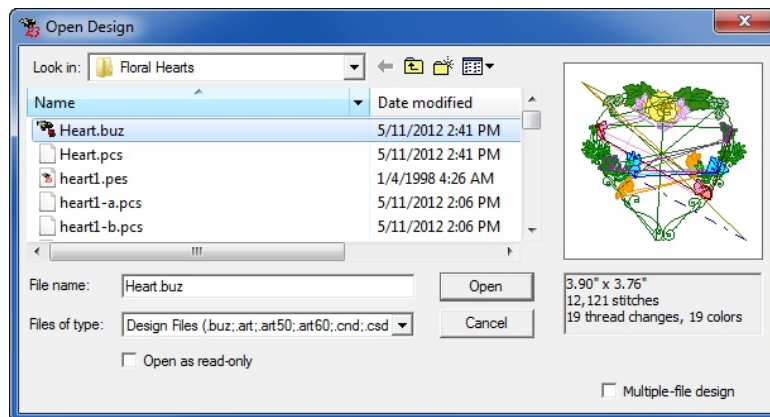 Open Design
Look in: Floral Hearts
Name Date modified
Heart.buz 5/11/2012 2:41 PM
Heart.pcs 5/11/2012 2:41 PM
heart1.pes 1/4/1998 4:26 AM
heart1-a.pcs 5/11/2012 2:06 PM
heart1-b.pcs 5/11/2012 2:06 PM
File name: Heart.buz Open
Files of type: Design Files (.buz;.art;.art50;.art60;.cnd;.csd Cancel
Open as read-only
3.90" x 3.76"
12,121 stitches
19 thread changes, 19 colors
Multiple-file design